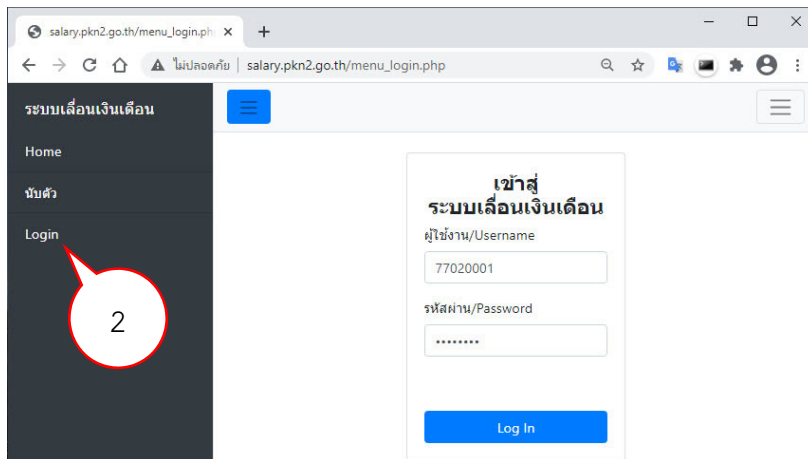 salary.pkn2.go.th/menu_login.ph
ไม่ปลอดภัย | salary.pkn2.go.th/menu_login.php
ระบบเลื่อนเงินเดือน
Home
นับตัว
Login
2
เข้าสู่
ระบบเลื่อนเงินเดือน
ผู้ใช้งาน/Username
77020001
รหัสผ่าน/Password
........
Log In